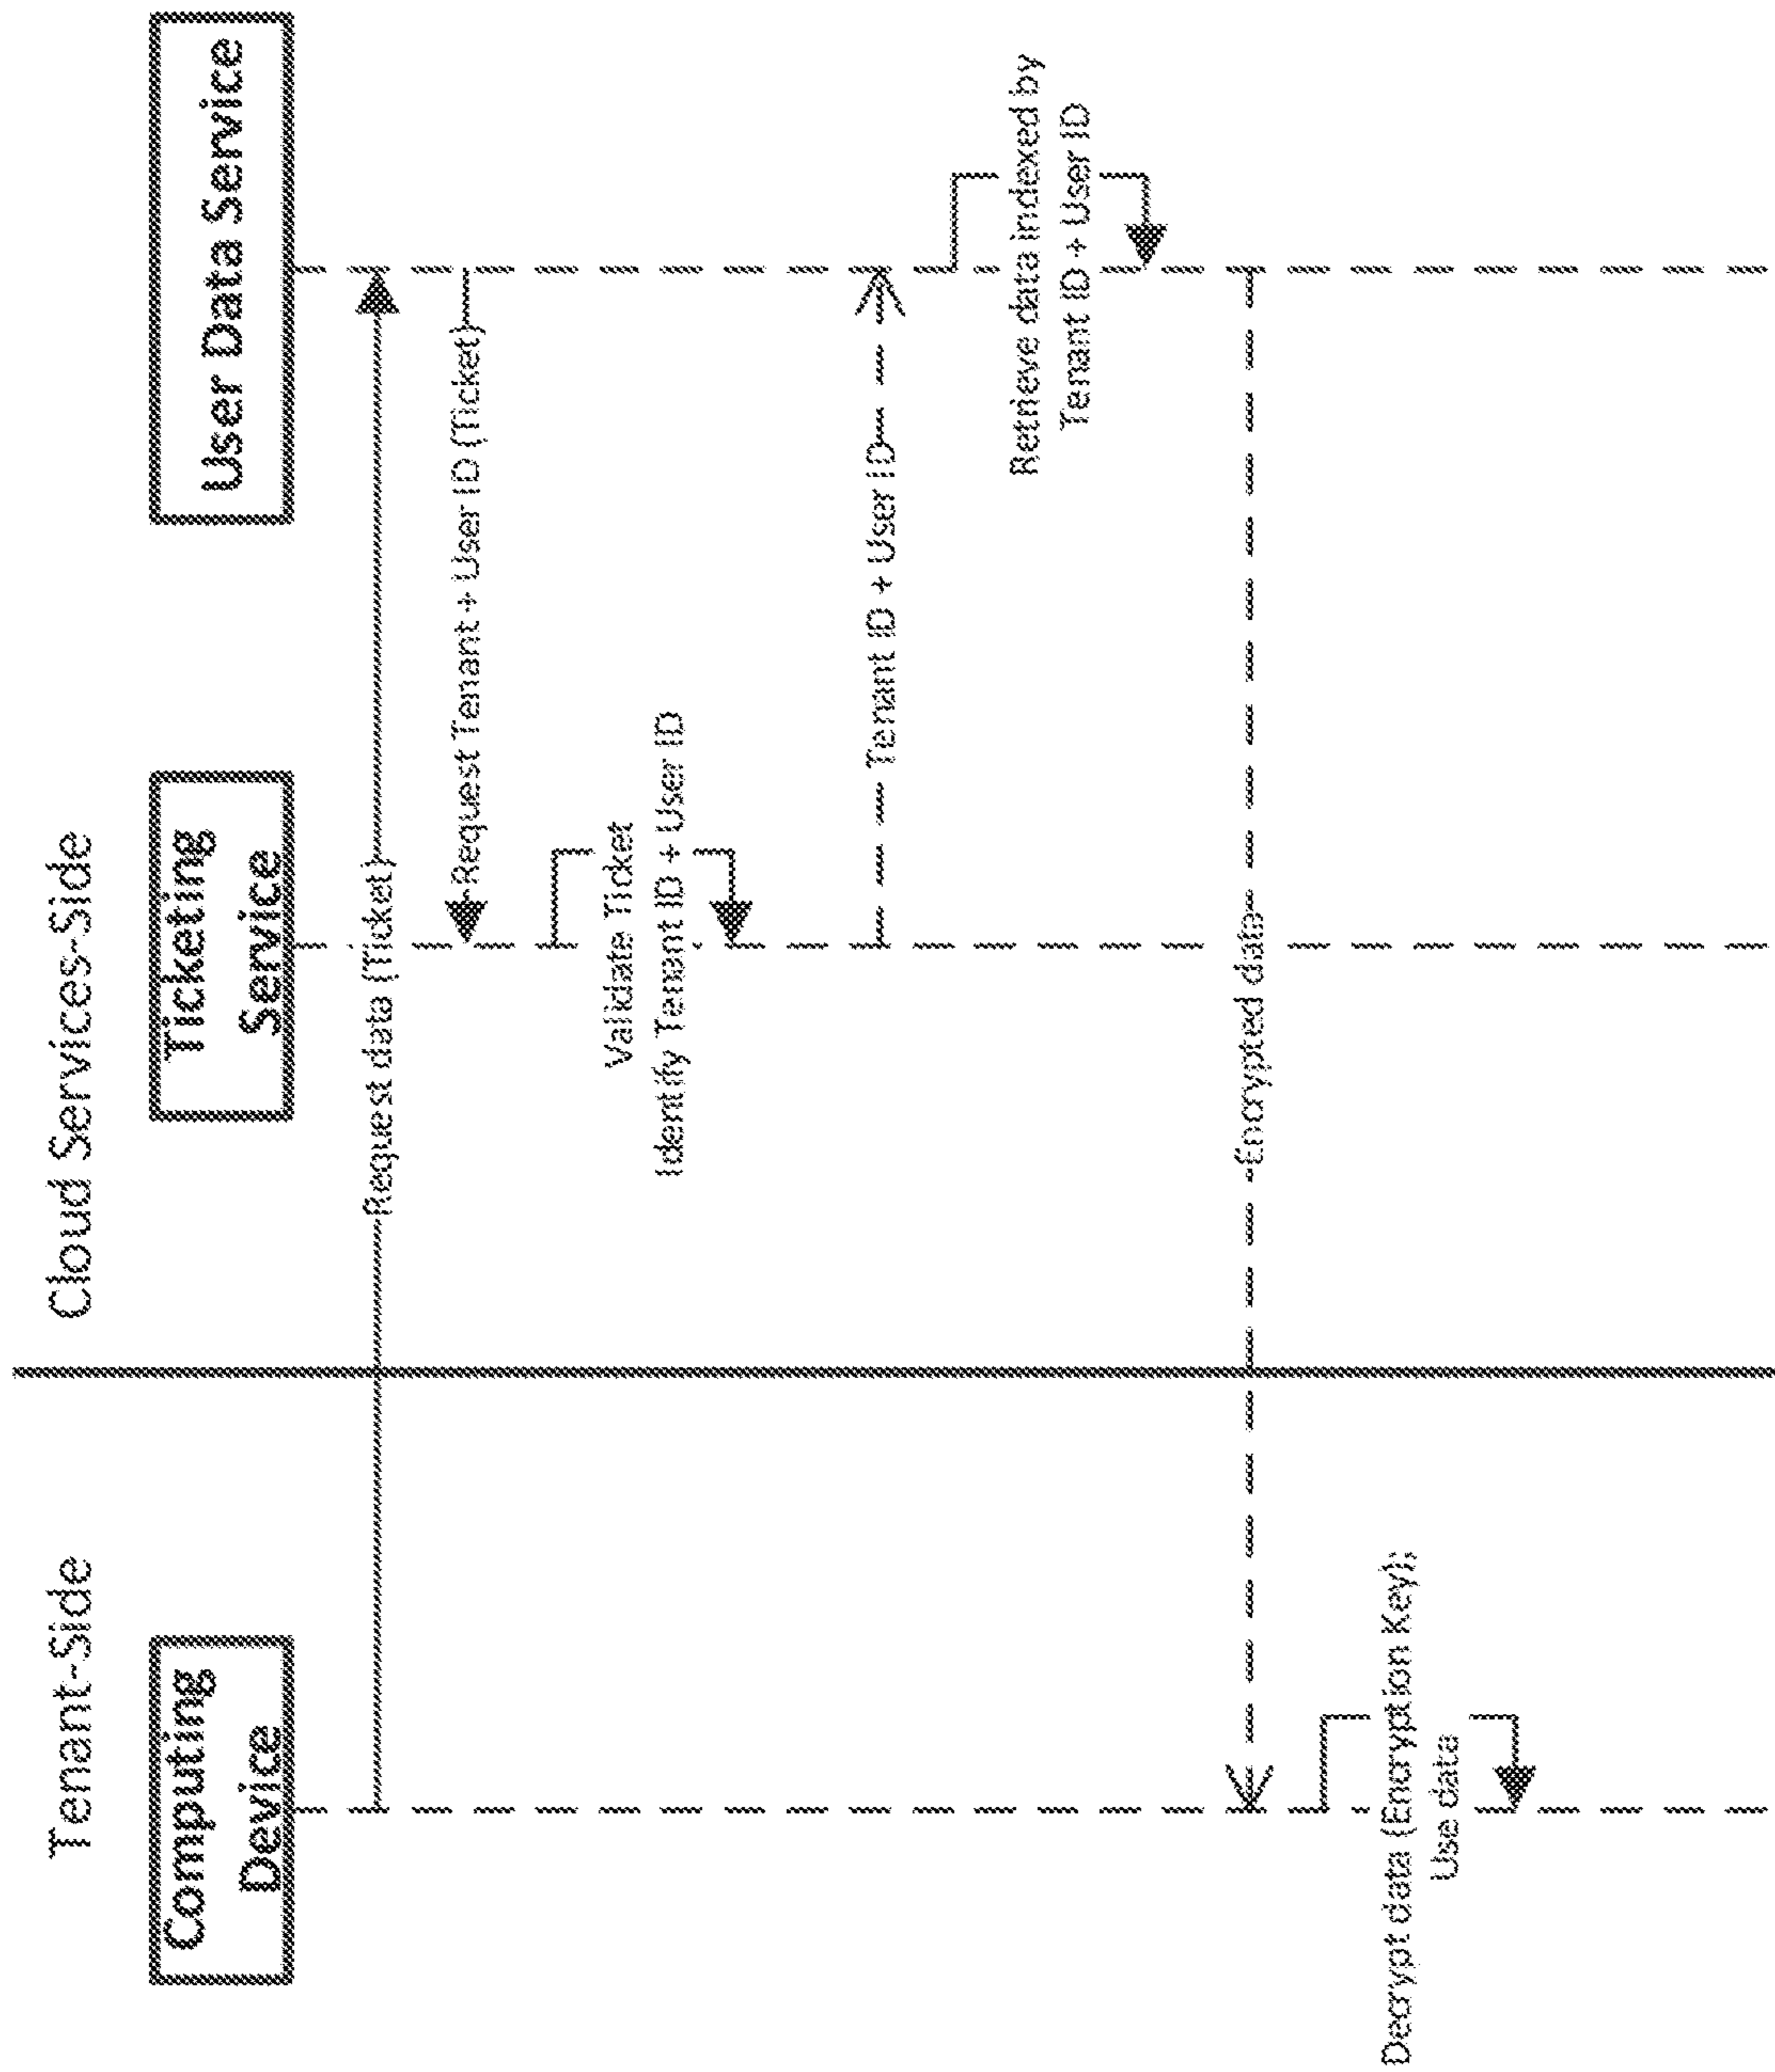 Tenant-Side
Cloud Services-Side
Computing
Device
Ticketing
Service
User Data Service
Request data (Ticket)
Request Tenant + User ID (Ticket)
Validate Ticket
Identify Tenant ID + User ID
Tenant ID + User ID
Retrieve data indexed by
Tenant ID + User ID
Encrypted data
Decrypt data (Encryption Key);
Use data